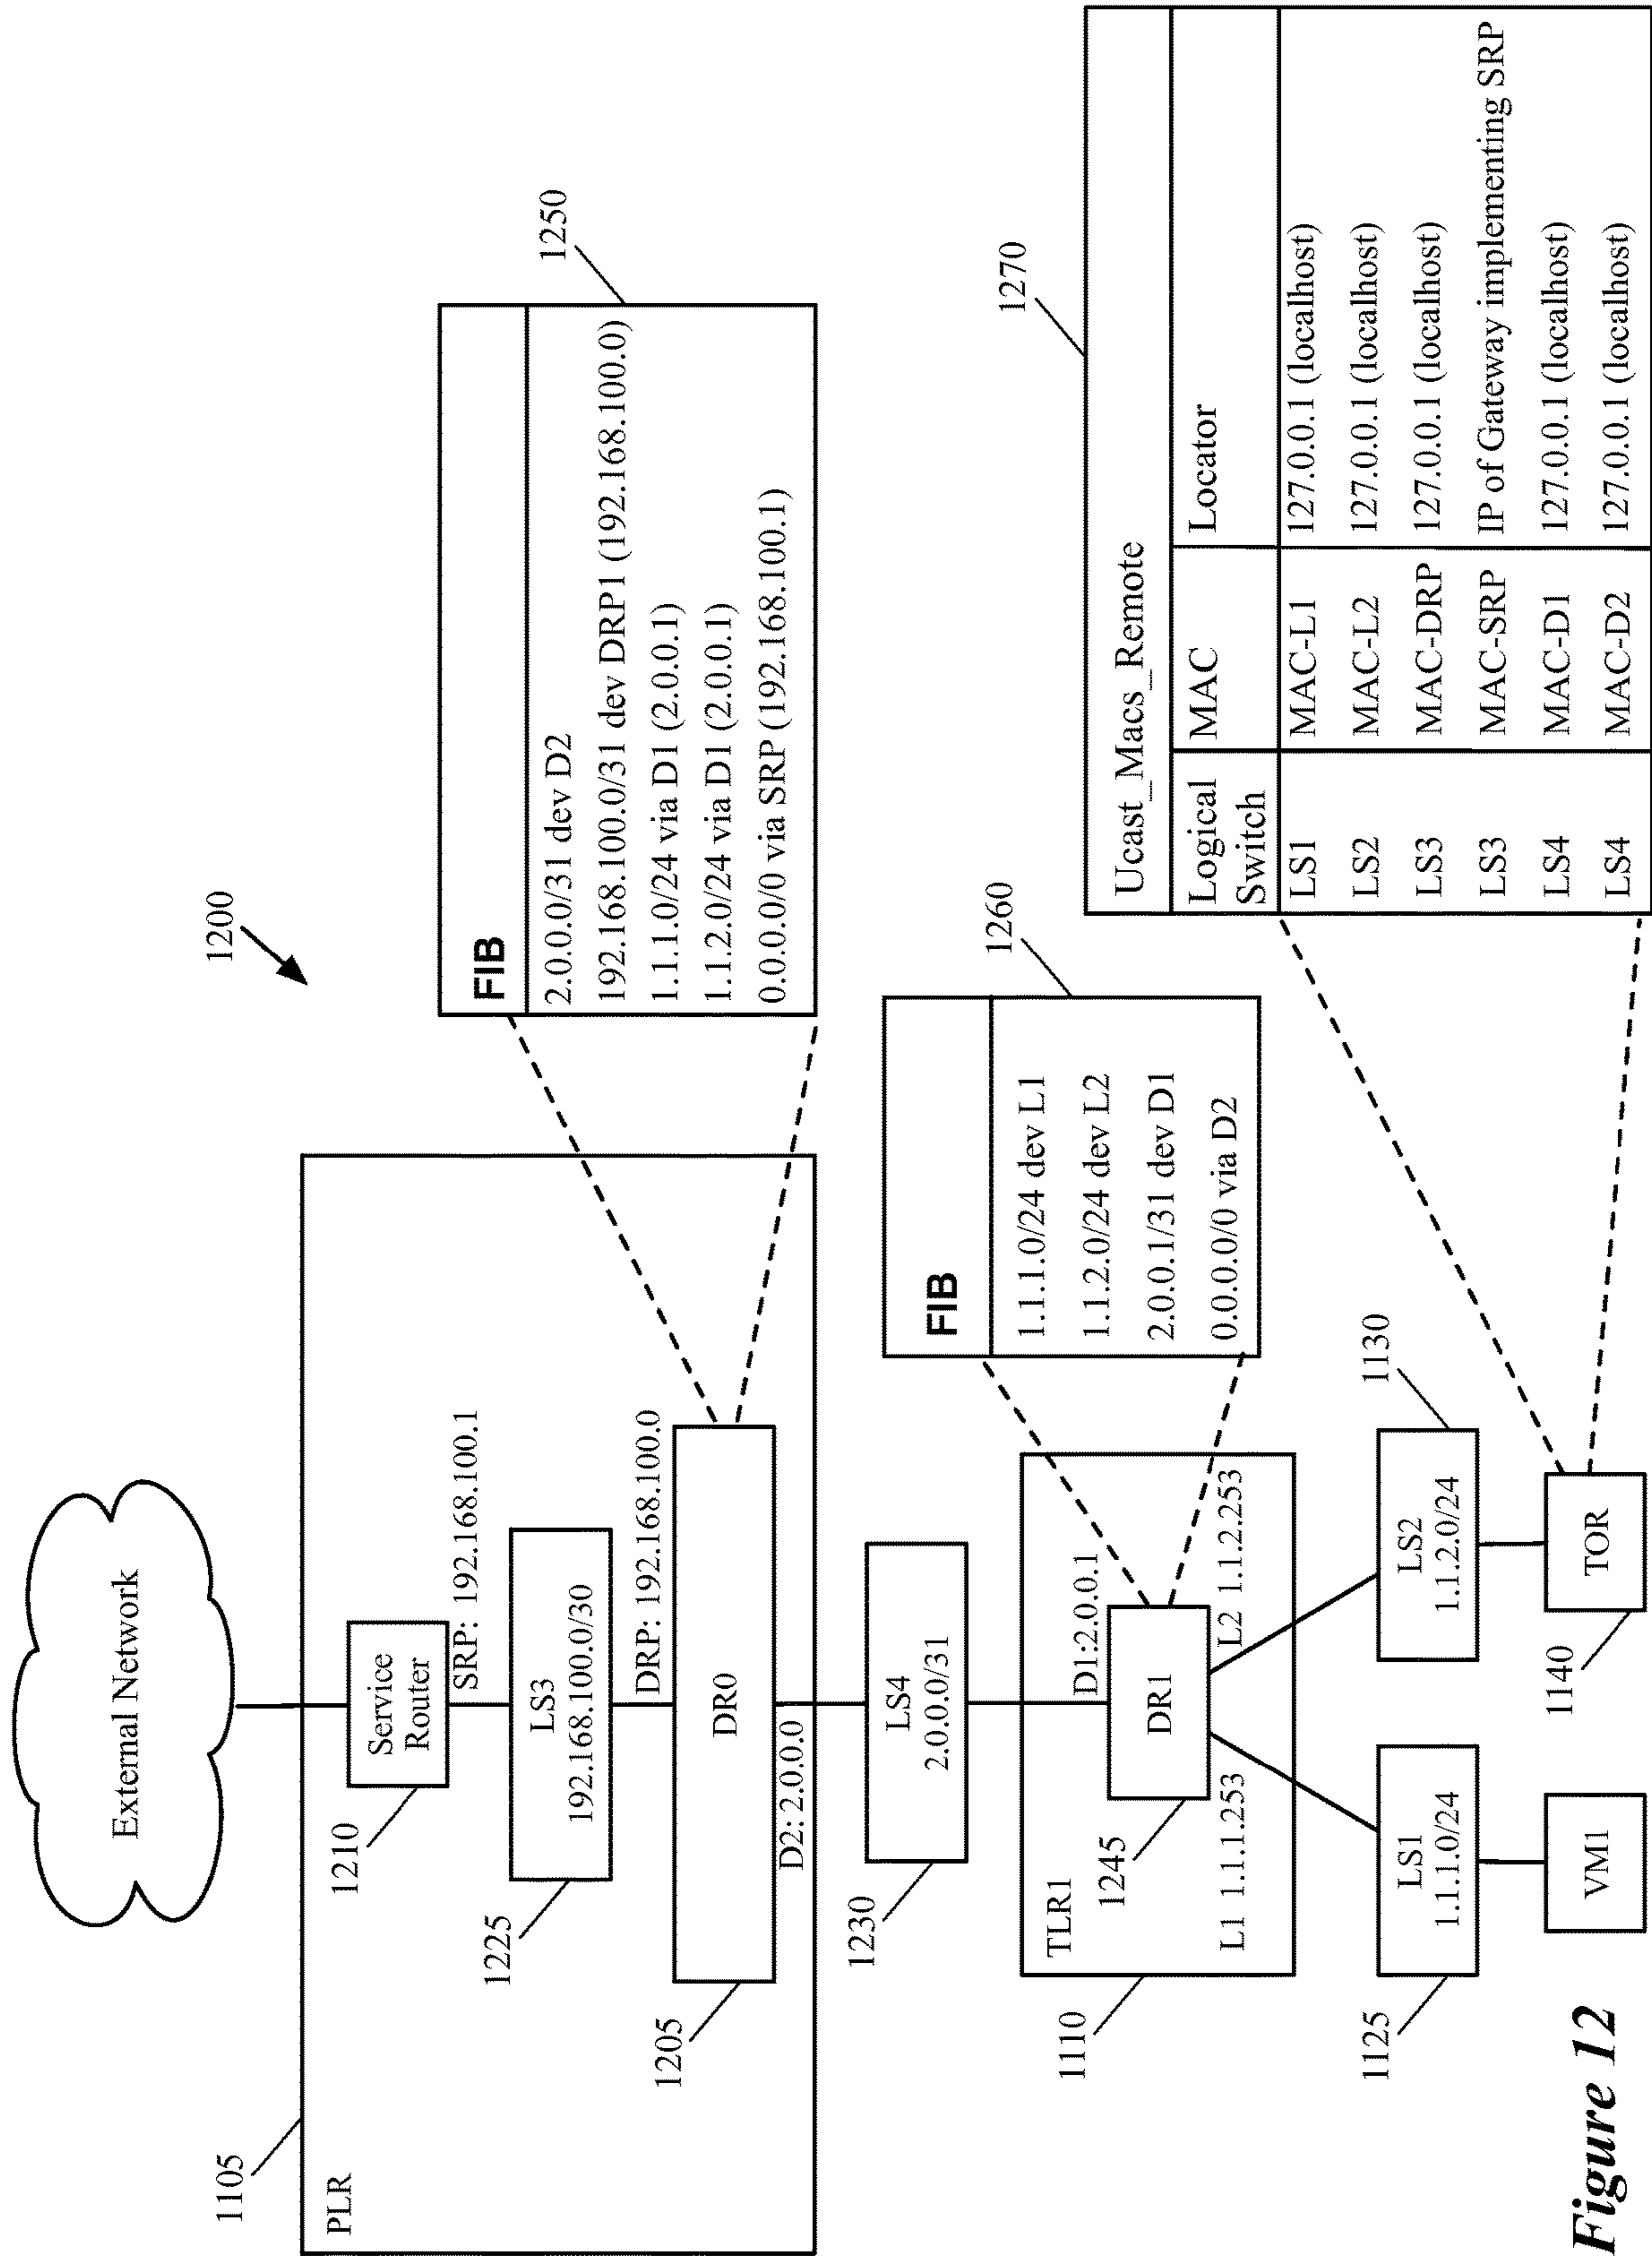 1200
External Network
1105
PLR
1210
Service
Router
SRP: 192.168.100.1
1225
LS3
192.168.100.0/30
DRP: 192.168.100.0
1205
DR0
D2: 2.0.0.0
1230
LS4
2.0.0.0/31
1110
TLR1
D1:2.0.0.1
1245
DR1
L1 1.1.1.253
L2 1.1.2.253
1125
LS1
1.1.1.0/24
1130
LS2
1.1.2.0/24
VM1
1140
TOR
1250
FIB
2.0.0.0/31 dev D2
192.168.100.0/31 dev DRP1 (192.168.100.0)
1.1.1.0/24 via D1 (2.0.0.1)
1.1.2.0/24 via D1 (2.0.0.1)
0.0.0.0/0 via SRP (192.168.100.1)
1260
FIB
1.1.1.0/24 dev L1
1.1.2.0/24 dev L2
2.0.0.1/31 dev D1
0.0.0.0/0 via D2
1270
Ucast_Macs_Remote
Logical Switch MAC Locator
LS1 MAC-L1 127.0.0.1 (localhost)
LS2 MAC-L2 127.0.0.1 (localhost)
LS3 MAC-DRP 127.0.0.1 (localhost)
LS3 MAC-SRP IP of Gateway implementing SRP
LS4 MAC-D1 127.0.0.1 (localhost)
LS4 MAC-D2 127.0.0.1 (localhost)
Figure 12